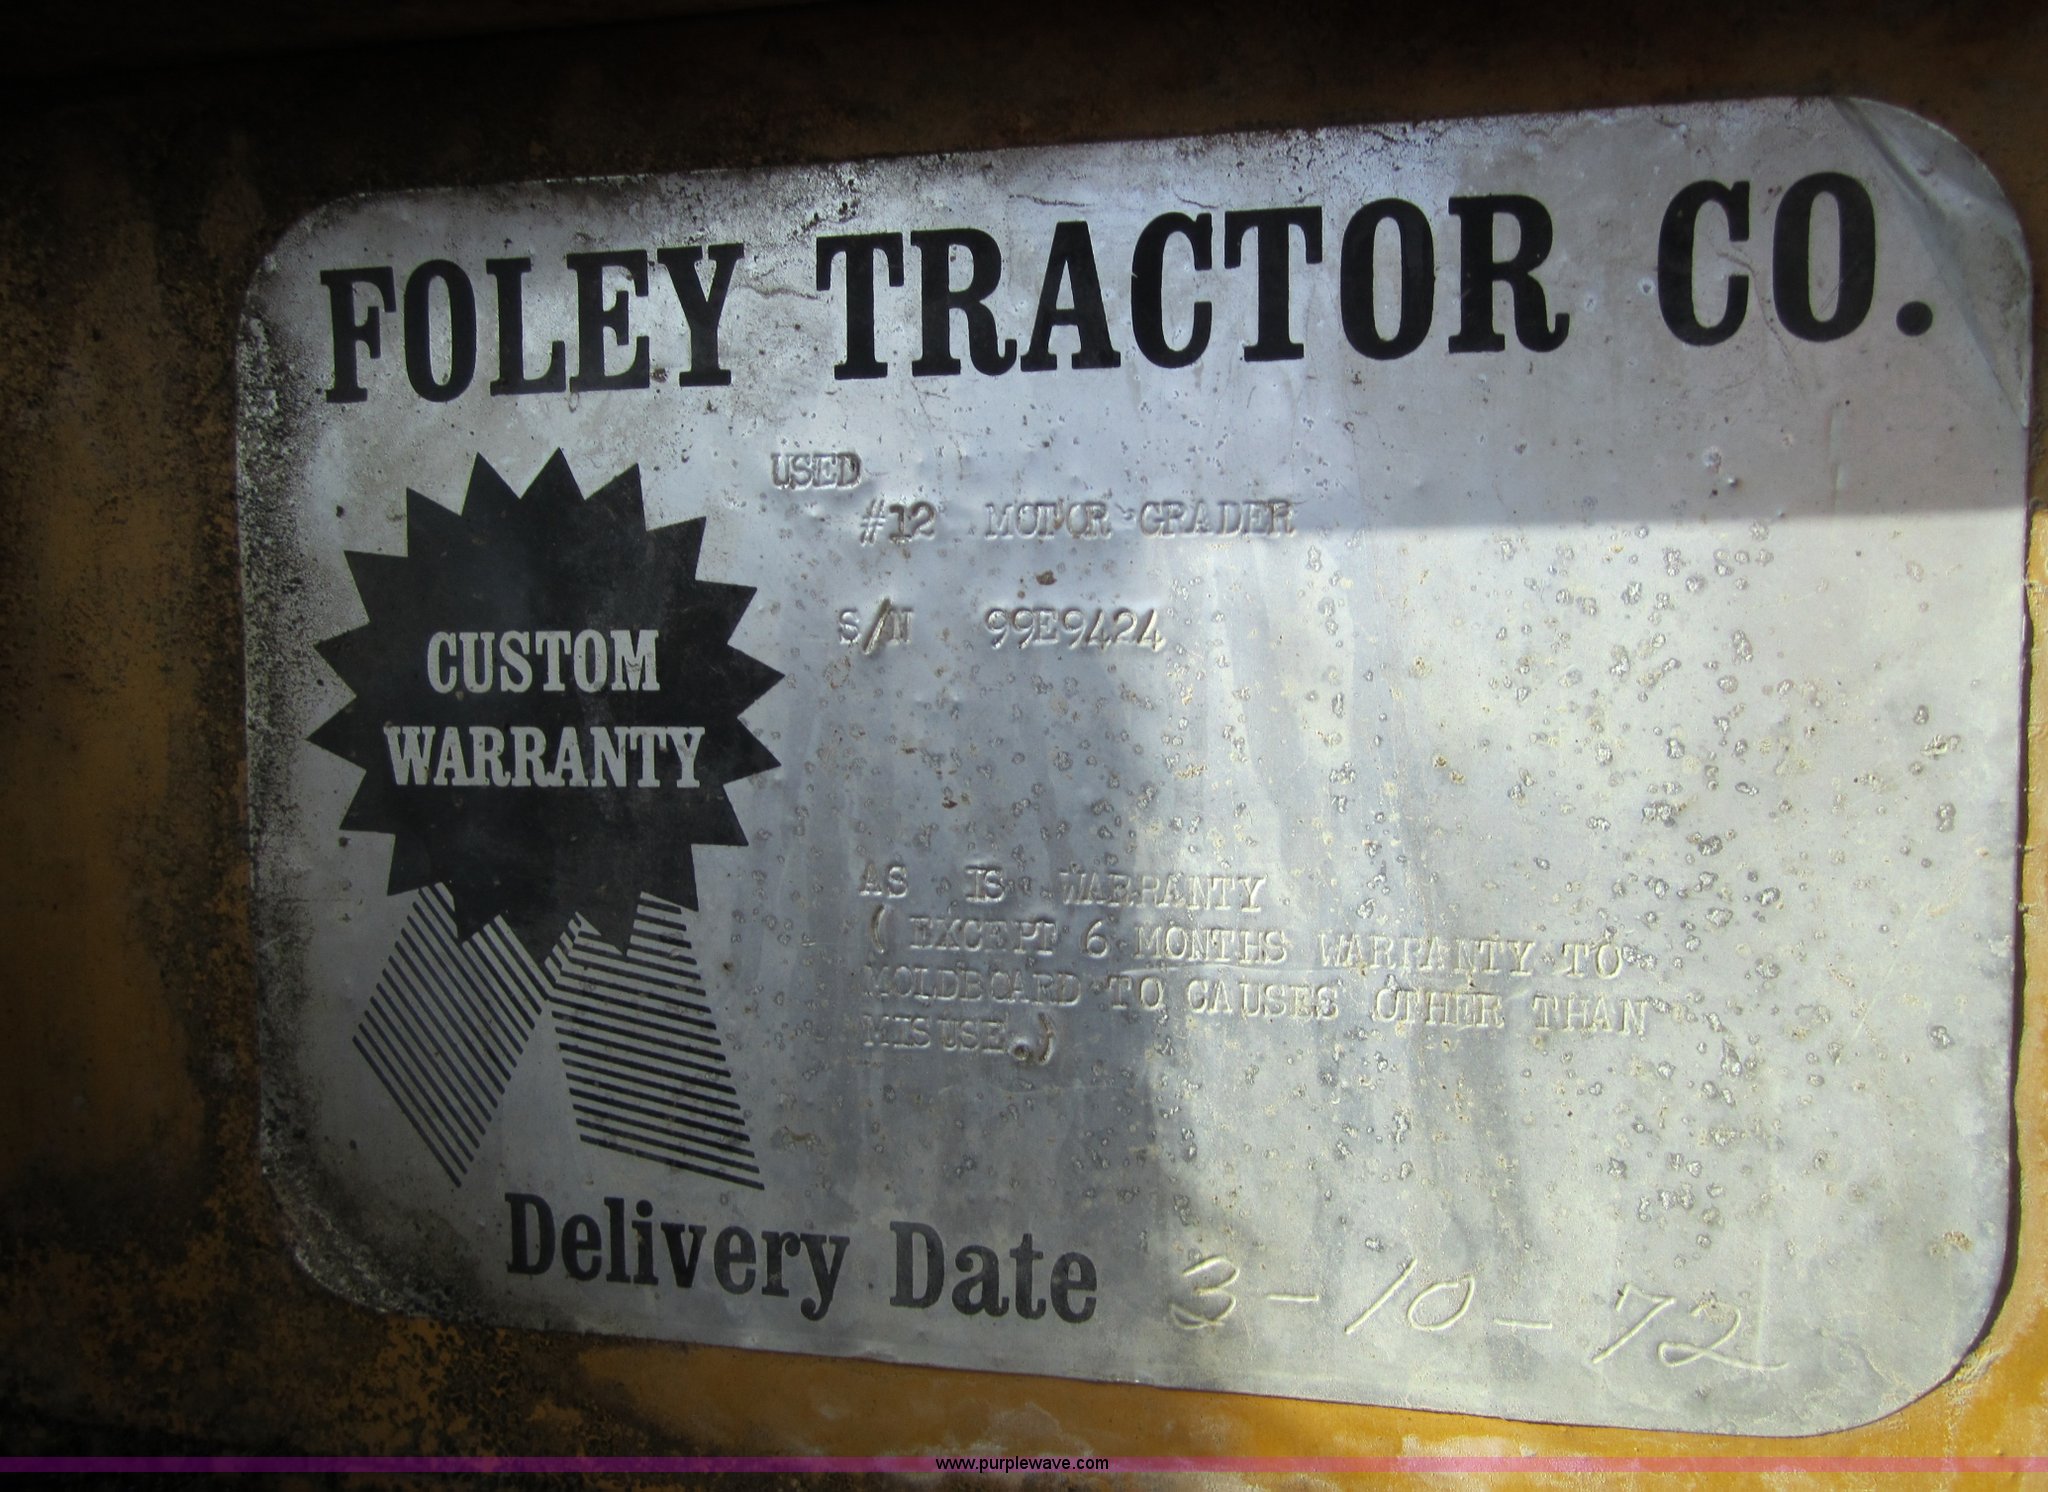 FOLEY TRACTOR CO.
USED
#12 MOTOR GRADER
S/N 99E9424
CUSTOM
WARRANTY
AS IS WARRANTY
( EXCEPT 6 MONTHS WARRANTY TO
MOLDBOARD TO CAUSES OTHER THAN
MISUSE.)
Delivery Date 3-10-72
www.purplewave.com